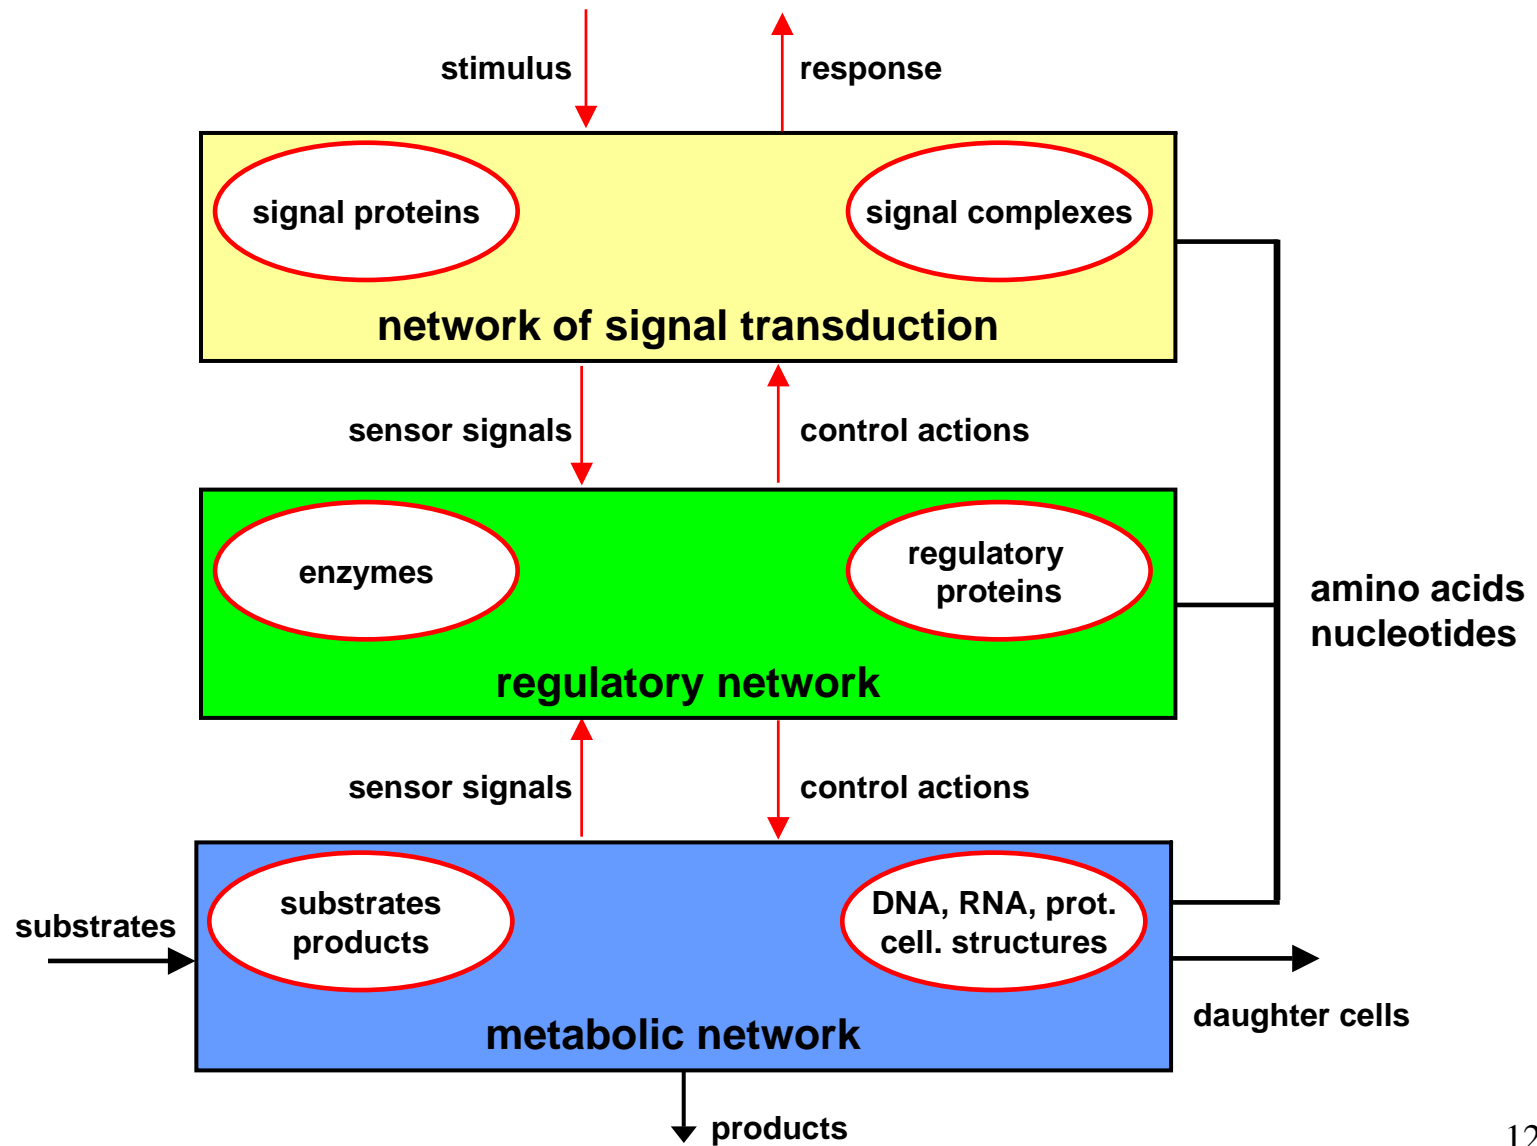 stimulus
response
signal proteins
signal complexes
network of signal transduction
sensor signals
control actions
enzymes
regulatory
proteins
regulatory network
amino acids
nucleotides
sensor signals
control actions
substrates
substrates
products
DNA, RNA, prot.
cell. structures
metabolic network
daughter cells
products
12